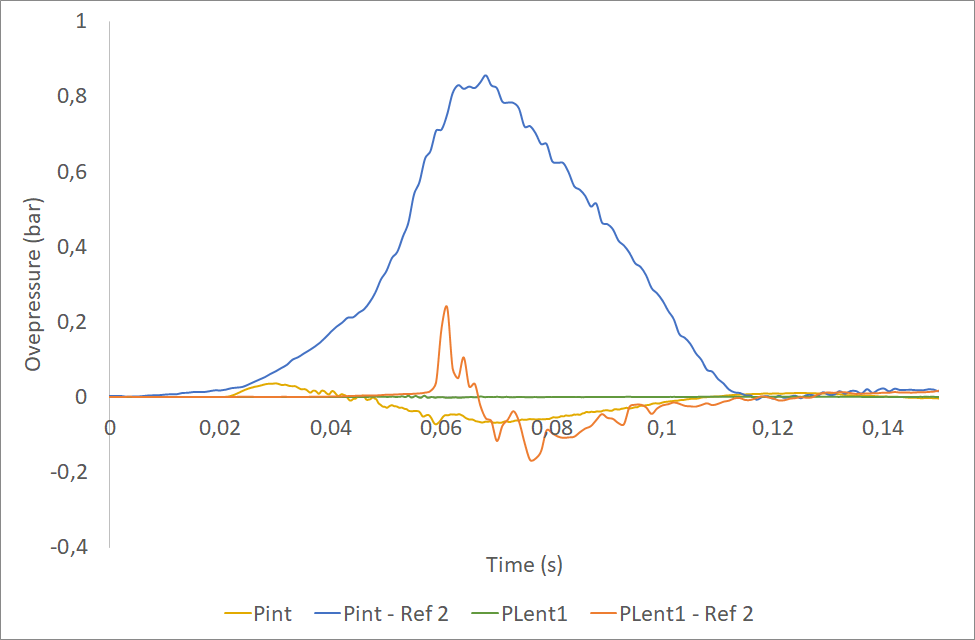 1
0,8
0,6
0,4
0,2
0
-0,2
-0,4
Ovepressure (bar)
0 0,02 0,04 0,06 0,08 0,1 0,12 0,14
Time (s)
Pint Pint - Ref 2 PLent1 PLent1 - Ref 2